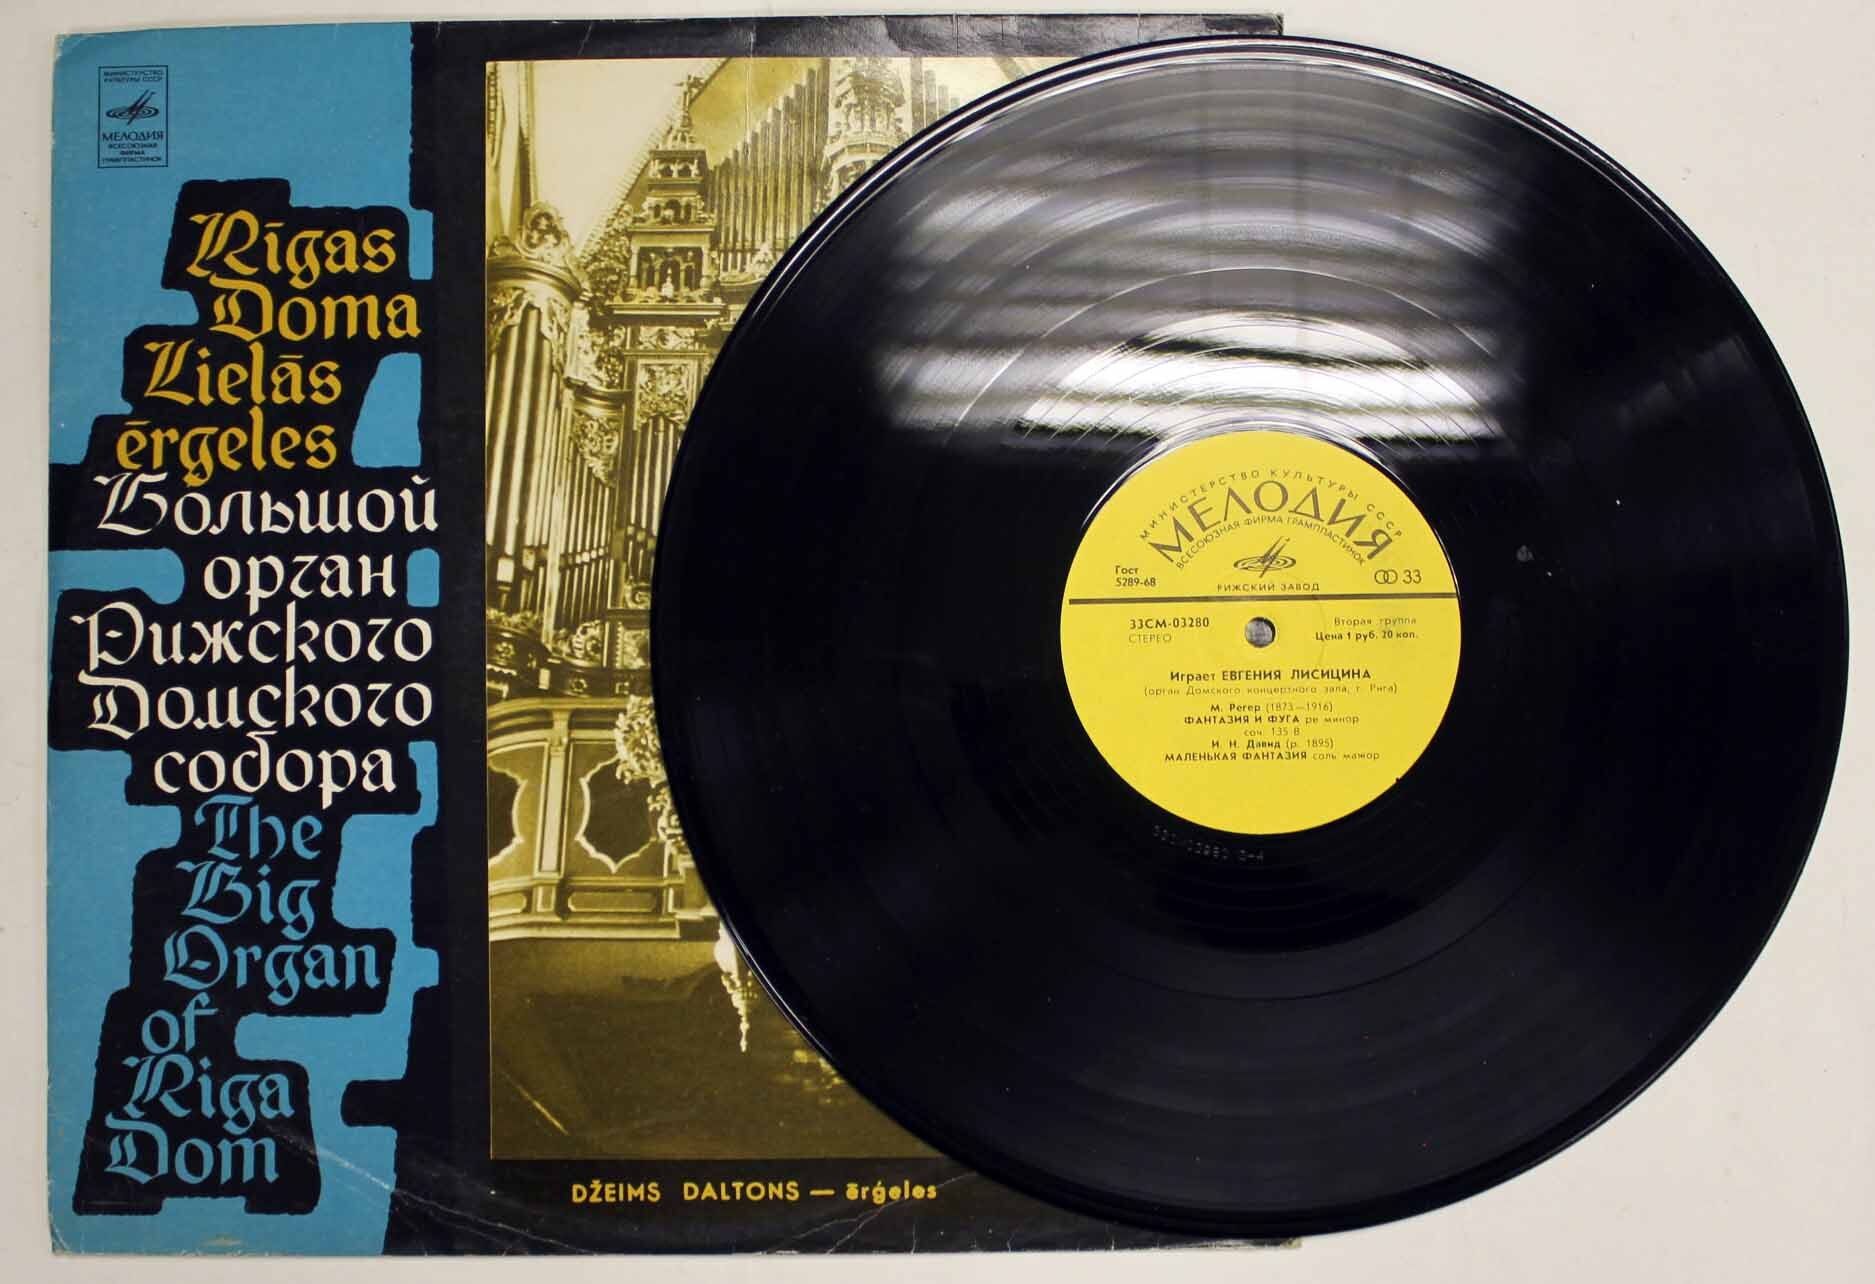 МИНИСТЕРСТВО
КУЛЬТУРЫ СССР
МЕЛОДИЯ
ВСЕСОЮЗНАЯ
ФИРМА
ГРАМПЛАСТИНОК
Rīgas
Doma
Lielās
ērģeles
Большой
орган
Рижского
Домского
собора
The
Big
Organ
of
Riga
Dom
DŽEIMS DALTONS — ērģeles
МИНИСТЕРСТВО КУЛЬТУРЫ СССР
МЕЛОДИЯ
ВСЕСОЮЗНАЯ ФИРМА ГРАМПЛАСТИНОК
Гост
5289-68
33
РИЖСКИЙ ЗАВОД
33СМ-03280
СТЕРЕО
Вторая группа
Цена 1 руб. 20 коп.
Играет ЕВГЕНИЯ ЛИСИЦИНА
(орган Домского концертного зала, г. Рига)
М. Регер (1873—1916)
ФАНТАЗИЯ И ФУГА ре минор
соч. 135 В
И. Н. Давид (р. 1895)
МАЛЕНЬКАЯ ФАНТАЗИЯ соль мажор